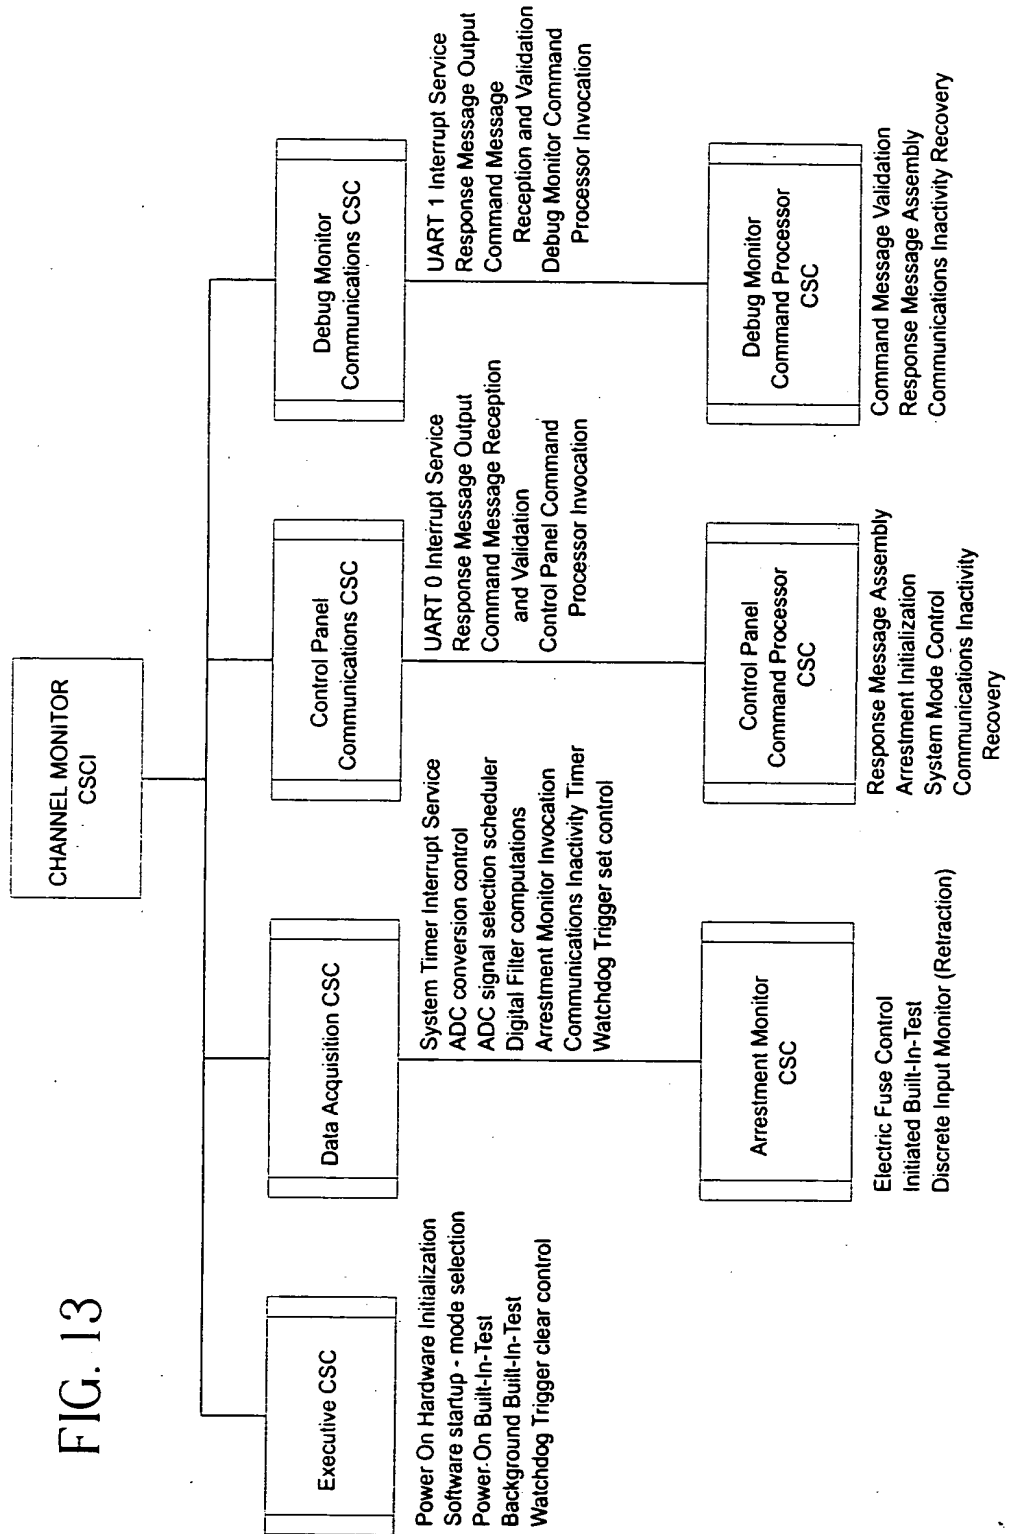 FIG. 13
CHANNEL MONITOR
CSCI
Executive CSC
Power On Hardware Initialization
Software startup - mode selection
Power On Built-In-Test
Background Built-In-Test
Watchdog Trigger clear control
Data Acquisition CSC
System Timer Interrupt Service
ADC conversion control
ADC signal selection scheduler
Digital Filter computations
Arrestment Monitor Invocation
Communications Inactivity Timer
Watchdog Trigger set control
Control Panel
Communications CSC
UART 0 Interrupt Service
Response Message Output
Command Message Reception
and Validation
Control Panel Command
Processor Invocation
Debug Monitor
Communications CSC
UART 1 Interrupt Service
Response Message Output
Command Message
Reception and Validation
Debug Monitor Command
Processor Invocation
Arrestment Monitor
CSC
Electric Fuse Control
Initiated Built-In-Test
Discrete Input Monitor (Retraction)
Control Panel
Command Processor
CSC
Response Message Assembly
Arrestment Initialization
System Mode Control
Communications Inactivity
Recovery
Debug Monitor
Command Processor
CSC
Command Message Validation
Response Message Assembly
Communications Inactivity Recovery